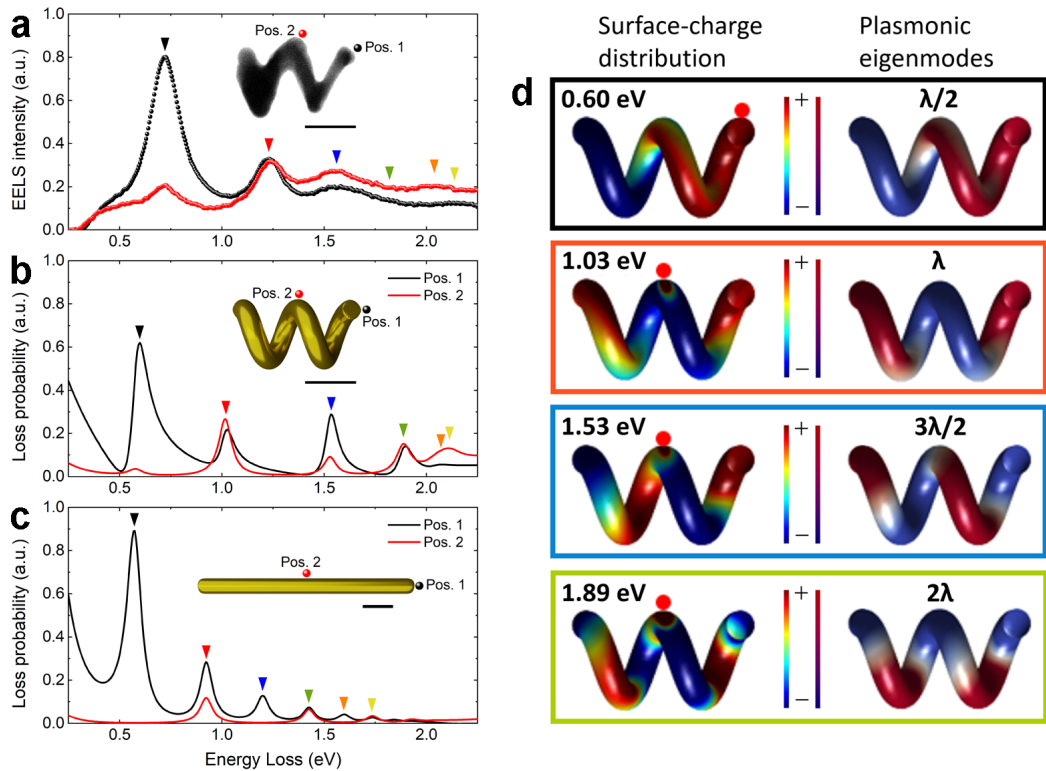 a
EELS intensity (a.u.)
1.0
0.8
0.6
0.4
0.2
0.0
Pos. 2
Pos. 1
0.5
1.0
1.5
2.0
b
Loss probability (a.u.)
1.0
0.8
0.6
0.4
0.2
0.0
Pos. 1
Pos. 2
Pos. 2
Pos. 1
0.5
1.0
1.5
2.0
c
Loss probability (a.u.)
1.0
0.8
0.6
0.4
0.2
0.0
Pos. 1
Pos. 2
Pos. 2
Pos. 1
0.5
1.0
1.5
2.0
Energy Loss (eV)
d
Surface-charge
distribution
Plasmonic
eigenmodes
0.60 eV
+
−
λ/2
1.03 eV
+
−
λ
1.53 eV
+
−
3λ/2
1.89 eV
+
−
2λ